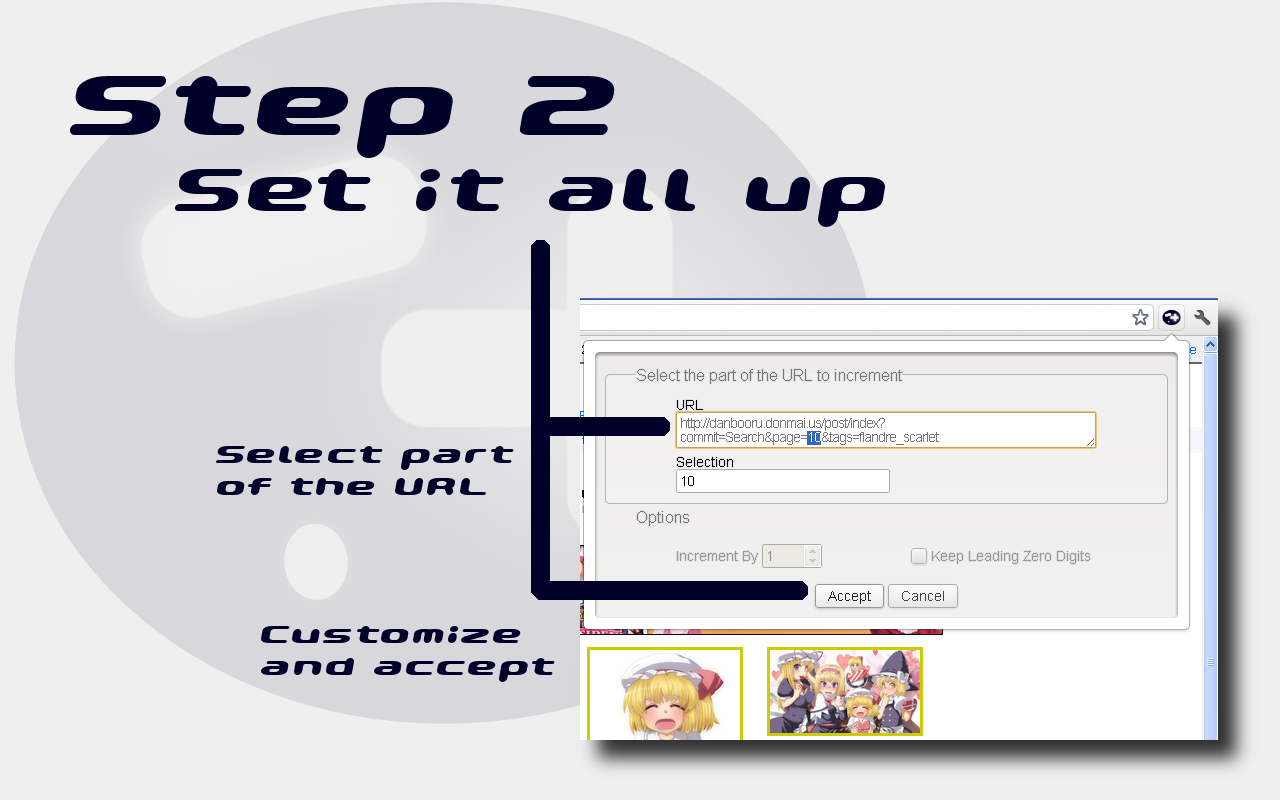 Step 2
Set it all up
Select the part of the URL to increment
URL
http://danbooru.donmai.us/post/index?
commit=Search&page=10&tags=flandre_scarlet
Select part
of the URL
Selection
10
Options
Increment By 1
Keep Leading Zero Digits
Accept
Cancel
Customize
and accept